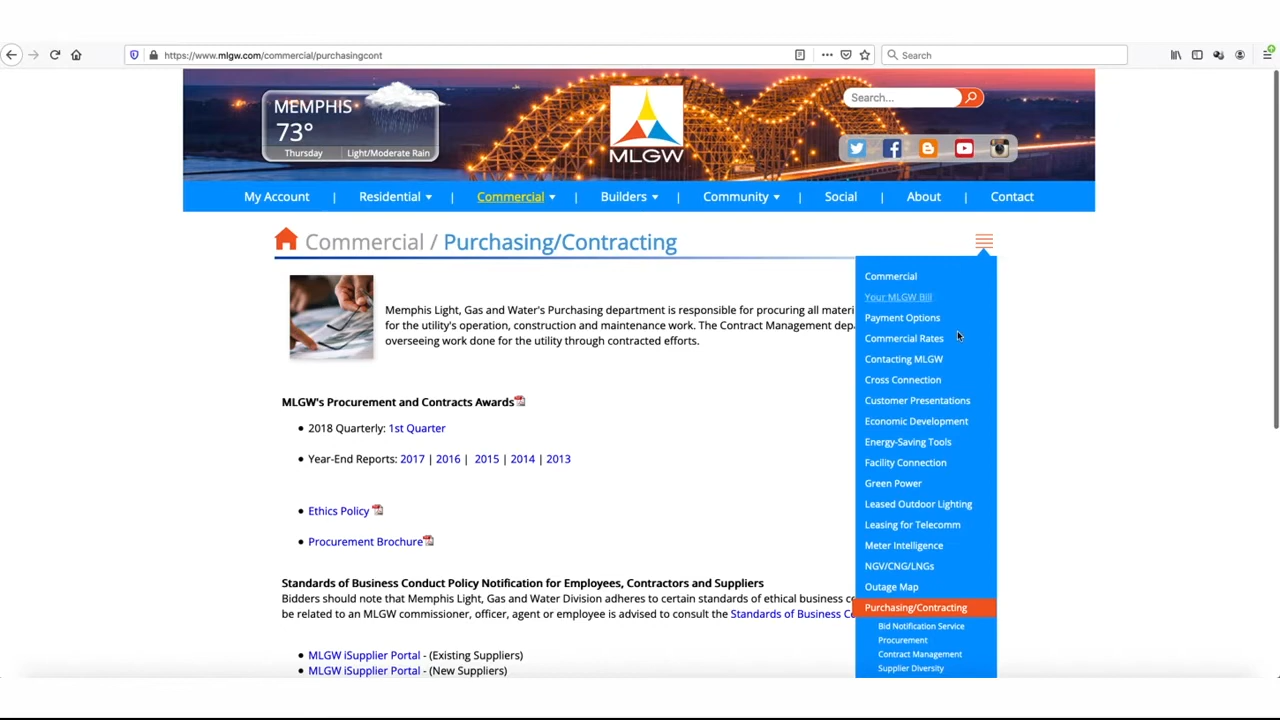 https://www.mlgw.com/commercial/purchasingcont
Search
MEMPHIS
73°
Thursday
Light/Moderate Rain
MLGW
Search...
My Account | Residential | Commercial | Builders | Community | Social | About | Contact
Commercial / Purchasing/Contracting
Memphis Light, Gas and Water's Purchasing department is responsible for procuring all materi
for the utility's operation, construction and maintenance work. The Contract Management dep
overseeing work done for the utility through contracted efforts.
MLGW's Procurement and Contracts Awards
• 2018 Quarterly: 1st Quarter
• Year-End Reports: 2017 | 2016 | 2015 | 2014 | 2013
• Ethics Policy
• Procurement Brochure
Standards of Business Conduct Policy Notification for Employees, Contractors and Suppliers
Bidders should note that Memphis Light, Gas and Water Division adheres to certain standards of ethical business co
be related to an MLGW commissioner, officer, agent or employee is advised to consult the Standards of Business Co
• MLGW iSupplier Portal - (Existing Suppliers)
• MLGW iSupplier Portal - (New Suppliers)
Commercial
Your MLGW Bill
Payment Options
Commercial Rates
Contacting MLGW
Cross Connection
Customer Presentations
Economic Development
Energy-Saving Tools
Facility Connection
Green Power
Leased Outdoor Lighting
Leasing for Telecomm
Meter Intelligence
NGV/CNG/LNGs
Outage Map
Purchasing/Contracting
Bid Notification Service
Procurement
Contract Management
Supplier Diversity